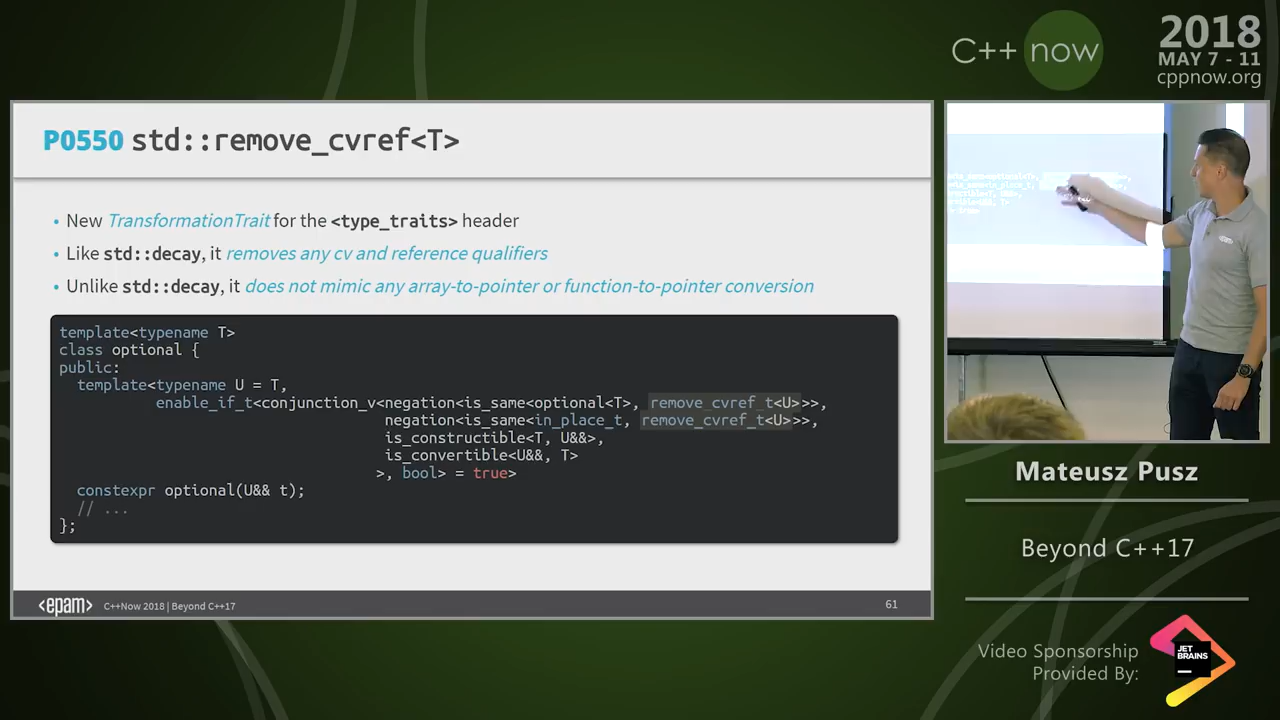 C++ now
2018
MAY 7 - 11
cppnow.org
P0550 std::remove_cvref<T>
• New TransformationTrait for the <type_traits> header
• Like std::decay, it removes any cv and reference qualifiers
• Unlike std::decay, it does not mimic any array-to-pointer or function-to-pointer conversion
template<typename T>
class optional {
public:
  template<typename U = T,
           enable_if_t<conjunction_v<negation<is_same<optional<T>, remove_cvref_t<U>>>,
                                     negation<is_same<in_place_t, remove_cvref_t<U>>>,
                                     is_constructible<T, U&&>,
                                     is_convertible<U&&, T>
                                    >, bool> = true>
  constexpr optional(U&& t);
  // ...
};
<epam> C++Now 2018 | Beyond C++17
61
Mateusz Pusz
Beyond C++17
Video Sponsorship
Provided By:
JET
BRAINS